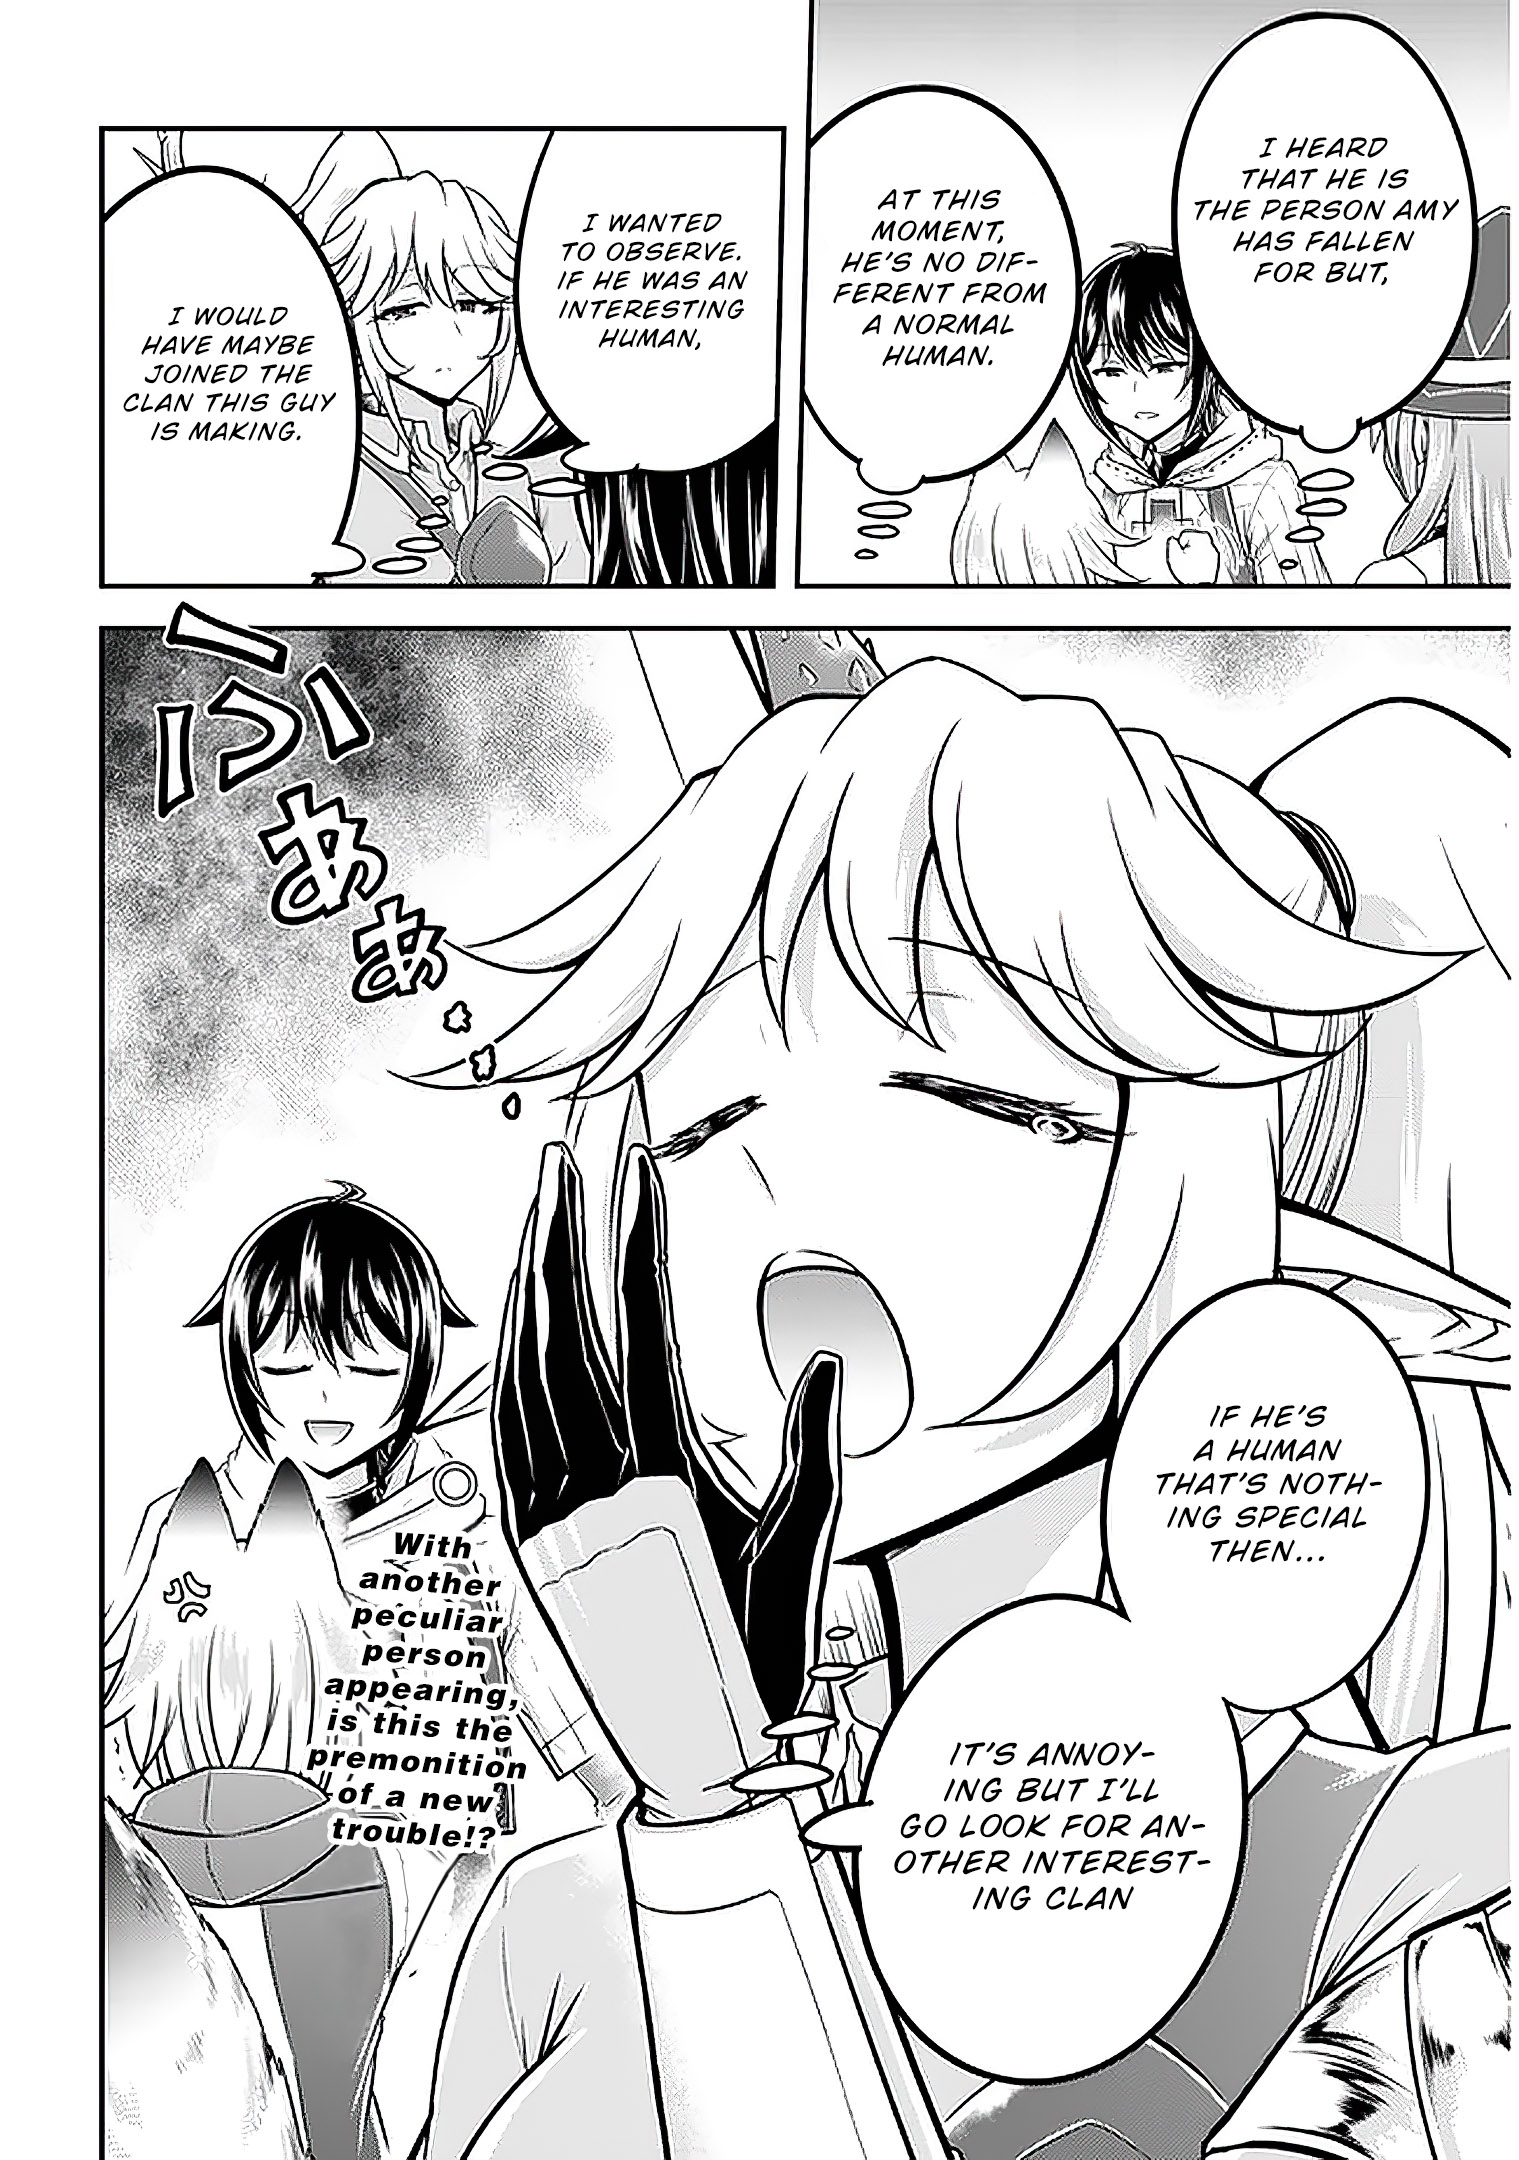 I HEARD
THAT HE IS
THE PERSON AMY
HAS FALLEN
FOR BUT,
AT THIS
MOMENT,
HE'S NO DIF-
FERENT FROM
A NORMAL
HUMAN.
I WANTED
TO OBSERVE.
IF HE WAS AN
INTERESTING
HUMAN,
I WOULD
HAVE MAYBE
JOINED THE
CLAN THIS GUY
IS MAKING.
ふぁぁ
IF HE'S
A HUMAN
THAT'S NOTH-
ING SPECIAL
THEN...
IT'S ANNOY-
ING BUT I'LL
GO LOOK FOR AN-
OTHER INTEREST-
ING CLAN
With
another
peculiar
person
appearing,
is this the
premonition
of a new
trouble!?